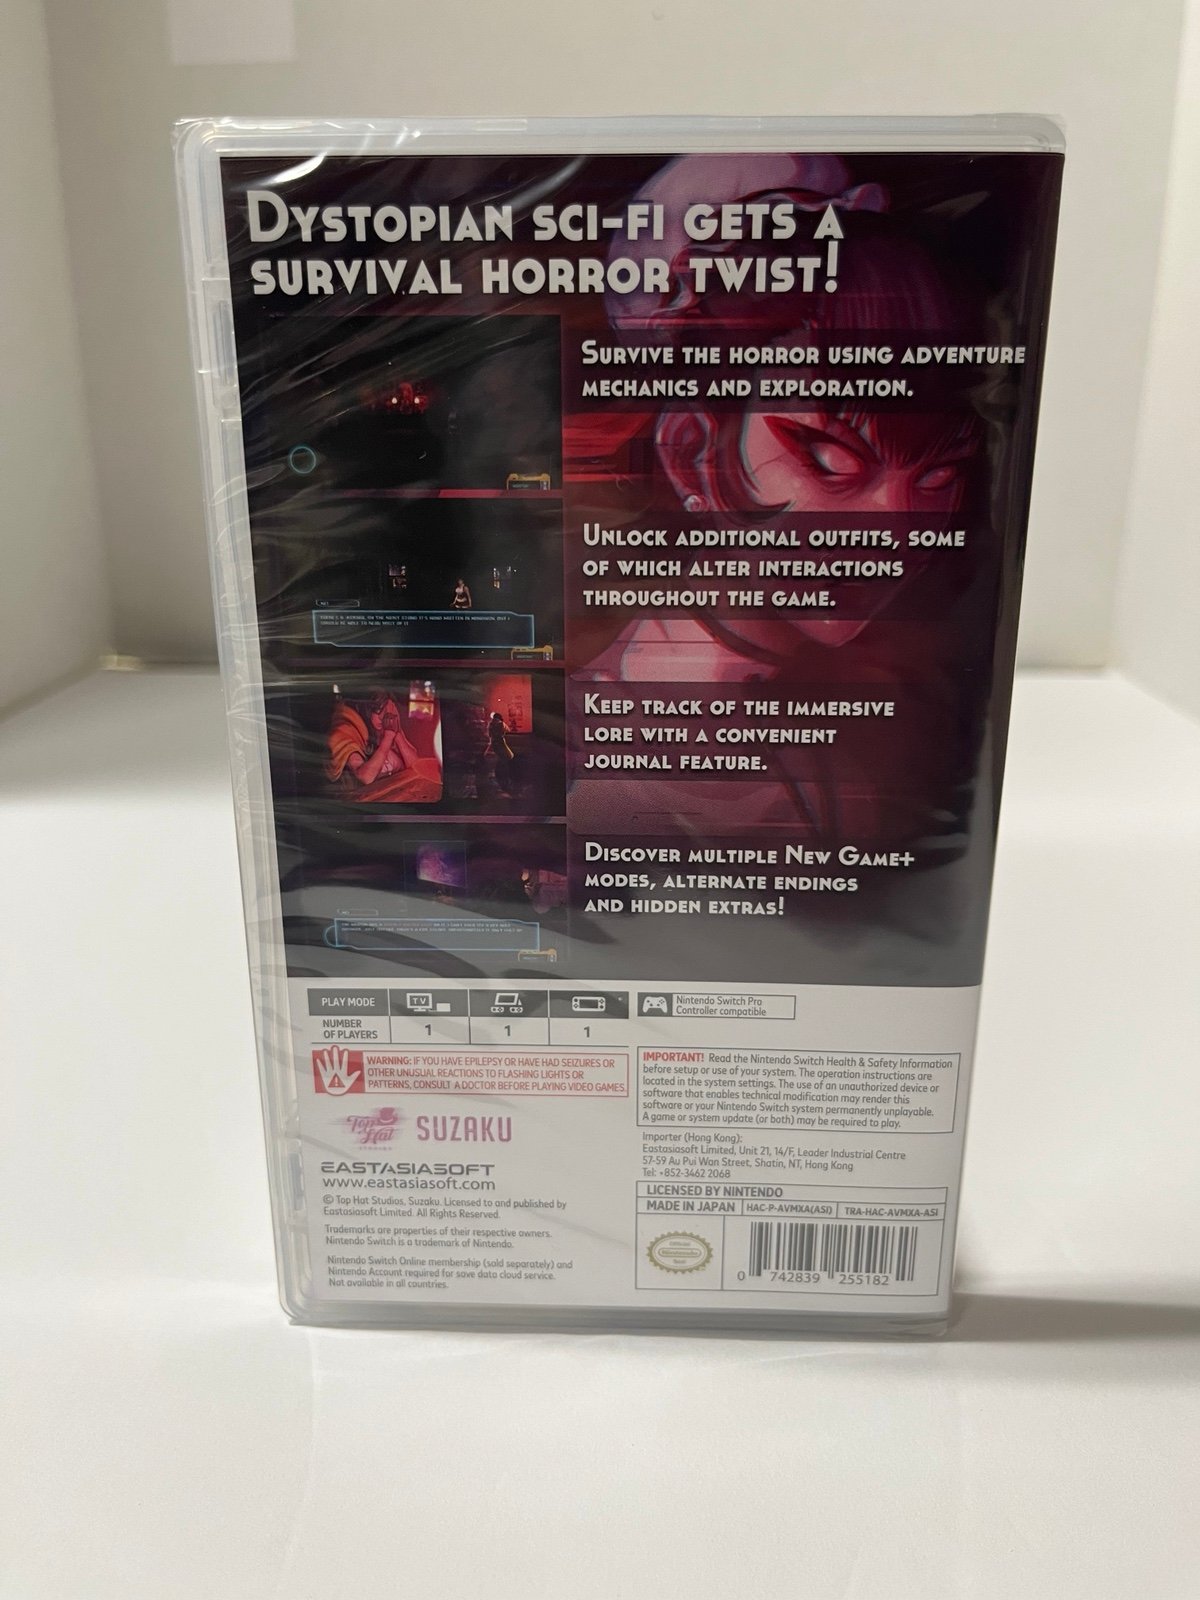 Dystopian sci-fi gets a
survival horror twist!
Survive the horror using adventure
mechanics and exploration.
Unlock additional outfits, some
of which alter interactions
throughout the game.
Keep track of the immersive
lore with a convenient
journal feature.
Discover multiple New Game+
modes, alternate endings
and hidden extras!
PLAY MODE
TV
NUMBER
OF PLAYERS
1
1
1
Nintendo Switch Pro
Controller compatible
WARNING: IF YOU HAVE EPILEPSY OR HAVE HAD SEIZURES OR
OTHER UNUSUAL REACTIONS TO FLASHING LIGHTS OR
PATTERNS, CONSULT A DOCTOR BEFORE PLAYING VIDEO GAMES.
IMPORTANT! Read the Nintendo Switch Health & Safety Information
before setup or use of your system. The operation instructions are
located in the system settings. The use of an unauthorized device or
software that enables technical modification may render this
software or your Nintendo Switch system permanently unplayable.
A game or system update (or both) may be required to play.
Top Hat
STUDIOS
SUZAKU
EASTASIASOFT
www.eastasiasoft.com
© Top Hat Studios, Suzaku. Licensed to and published by
Eastasiasoft Limited. All Rights Reserved.
Trademarks are properties of their respective owners.
Nintendo Switch is a trademark of Nintendo.
Nintendo Switch Online membership (sold separately) and
Nintendo Account required for save data cloud service.
Not available in all countries.
Importer (Hong Kong):
Eastasiasoft Limited, Unit 21, 14/F, Leader Industrial Centre
57-59 Au Pui Wan Street, Shatin, NT, Hong Kong
Tel: +852-3462 2068
LICENSED BY NINTENDO
MADE IN JAPAN
HAC-P-AVMXA(ASI)
TRA-HAC-AVMXA-ASI
Official
Nintendo
Seal
0 742839 255182